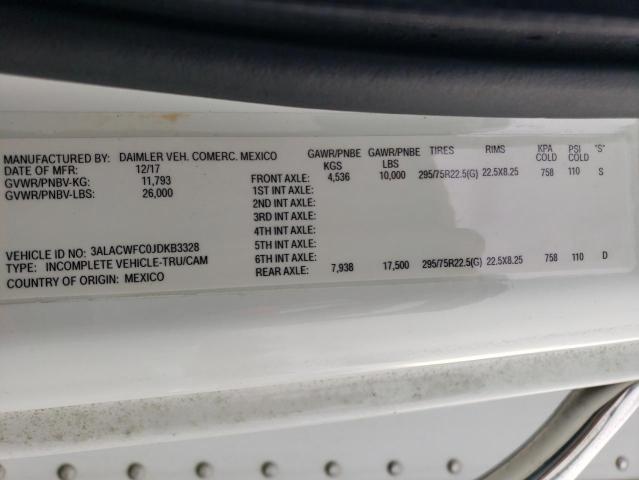 MANUFACTURED BY: DAIMLER VEH. COMERC. MEXICO
DATE OF MFR: 12/17
GVWR/PNBV-KG: 11,793
GVWR/PNBV-LBS: 26,000
VEHICLE ID NO: 3ALACWFC0JDKB3328
TYPE: INCOMPLETE VEHICLE-TRU/CAM
COUNTRY OF ORIGIN: MEXICO
GAWR/PNBE GAWR/PNBE TIRES RIMS KPA PSI "S"
KGS LBS COLD COLD
FRONT AXLE: 4,536 10,000 295/75R22.5(G) 22.5X8.25 758 110 S
1ST INT AXLE:
2ND INT AXLE:
3RD INT AXLE:
4TH INT AXLE:
5TH INT AXLE:
6TH INT AXLE:
REAR AXLE: 7,938 17,500 295/75R22.5(G) 22.5X8.25 758 110 D